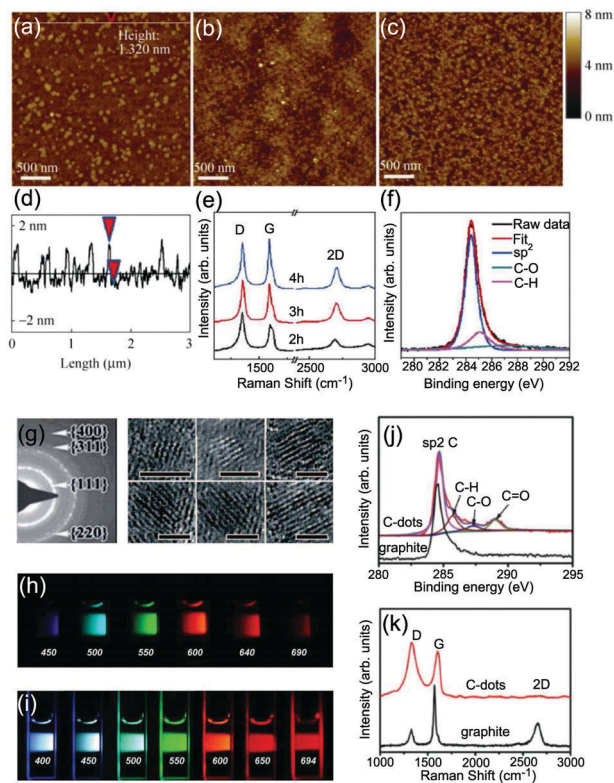 (a)
Height:
1.320 nm
500 nm
(b)
500 nm
(c)
500 nm
8 nm
4 nm
0 nm
(d)
2 nm
−2 nm
0
1
2
3
Length (μm)
(e)
D
G
2D
4h
3h
2h
1500
3000
Raman Shift (cm-1)
Intensity (arb. units)
(f)
Raw data
Fit
sp2
C-O
C-H
280 282 284 286 288 290 292
Binding energy (eV)
Intensity (arb. units)
(g)
{400}
{311}
{111}
{220}
(h)
450 500 550 600 640 690
(i)
400 450 500 550 600 650 694
(j)
sp2 C
C-H
C-O
C=O
C-dots
graphite
280 285 290 295
Binding energy (eV)
Intensity (arb. units)
(k)
D
G
C-dots
2D
graphite
1000 1500 2000 2500 3000
Raman Shift (cm-1)
Intensity (arb. units)